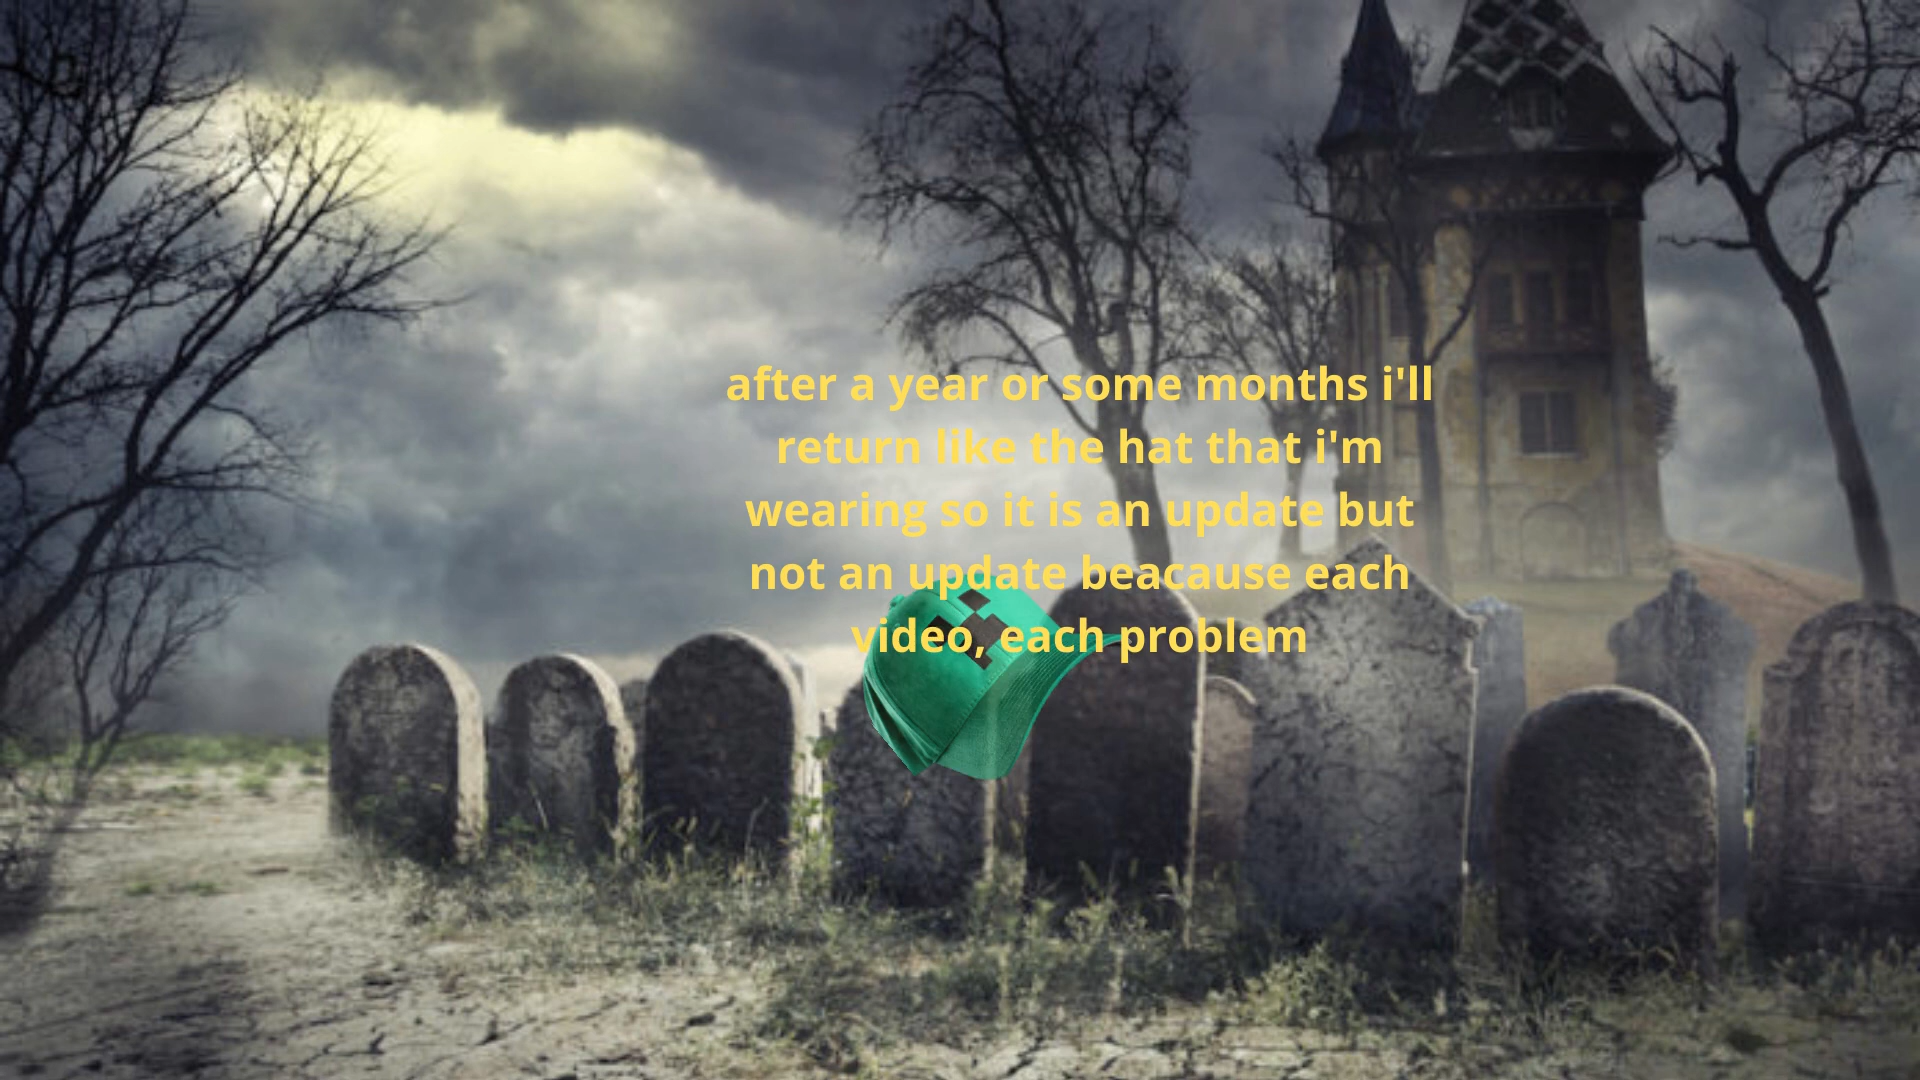 after a year or some months i'll
return like the hat that i'm
wearing so it is an update but
not an update beacause each
video, each problem